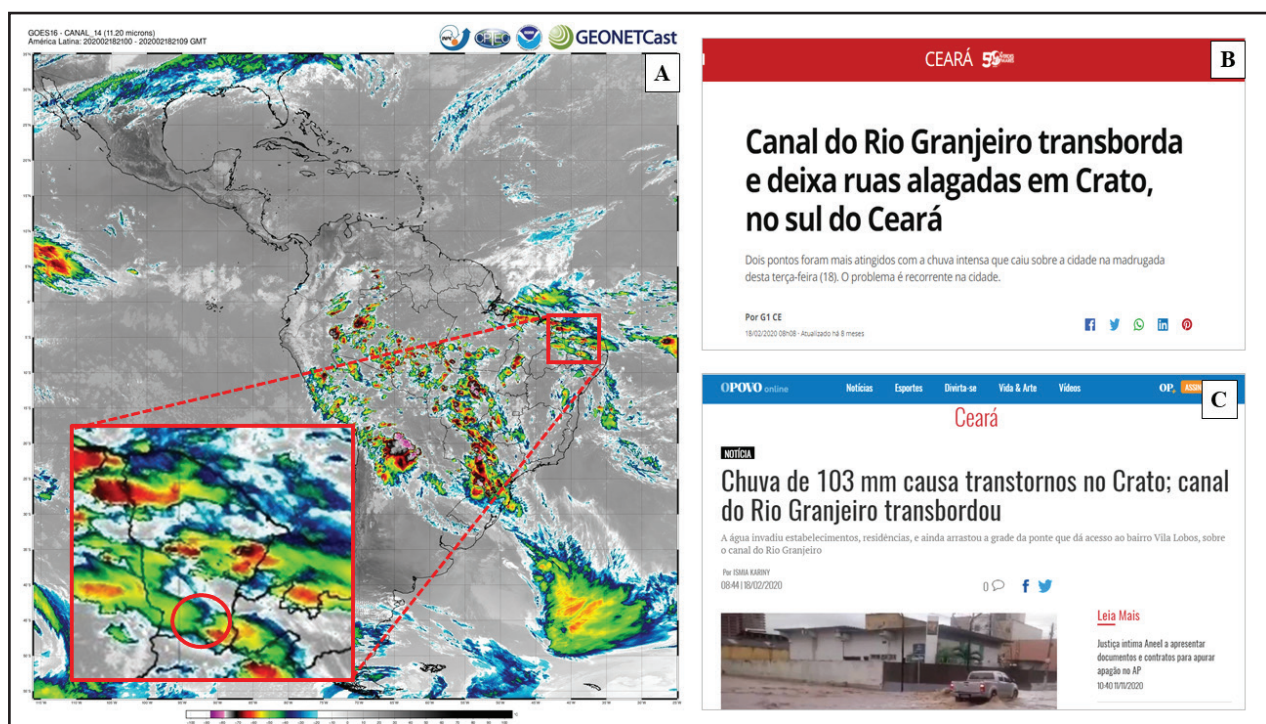 GOES16 - CANAL_14 (11.20 microns)
América Latina: 202002182100 - 202002182109 GMT
CPTEC
GEONETCast
A
CEARÁ
B
Canal do Rio Granjeiro transborda
e deixa ruas alagadas em Crato,
no sul do Ceará
Dois pontos foram mais atingidos com a chuva intensa que caiu sobre a cidade na madrugada
desta terça-feira (18). O problema é recorrente na cidade.
Por G1 CE
18/02/2020 08h08 · Atualizado há 8 meses
OPOVO online
Notícias Esportes Divirta-se Vida & Arte Vídeos
OP,
C
Ceará
NOTÍCIA
Chuva de 103 mm causa transtornos no Crato; canal
do Rio Granjeiro transbordou
A água invadiu estabelecimentos, residências, e ainda arrastou a grade da ponte que dá acesso ao bairro Vila Lobos, sobre
o canal do Rio Granjeiro
Por ISMIA KARINY
08:44 | 18/02/2020
0
Leia Mais
Justiça intima Aneel a apresentar
documentos e contratos para apurar
apagão no AP
10:40 11/11/2020